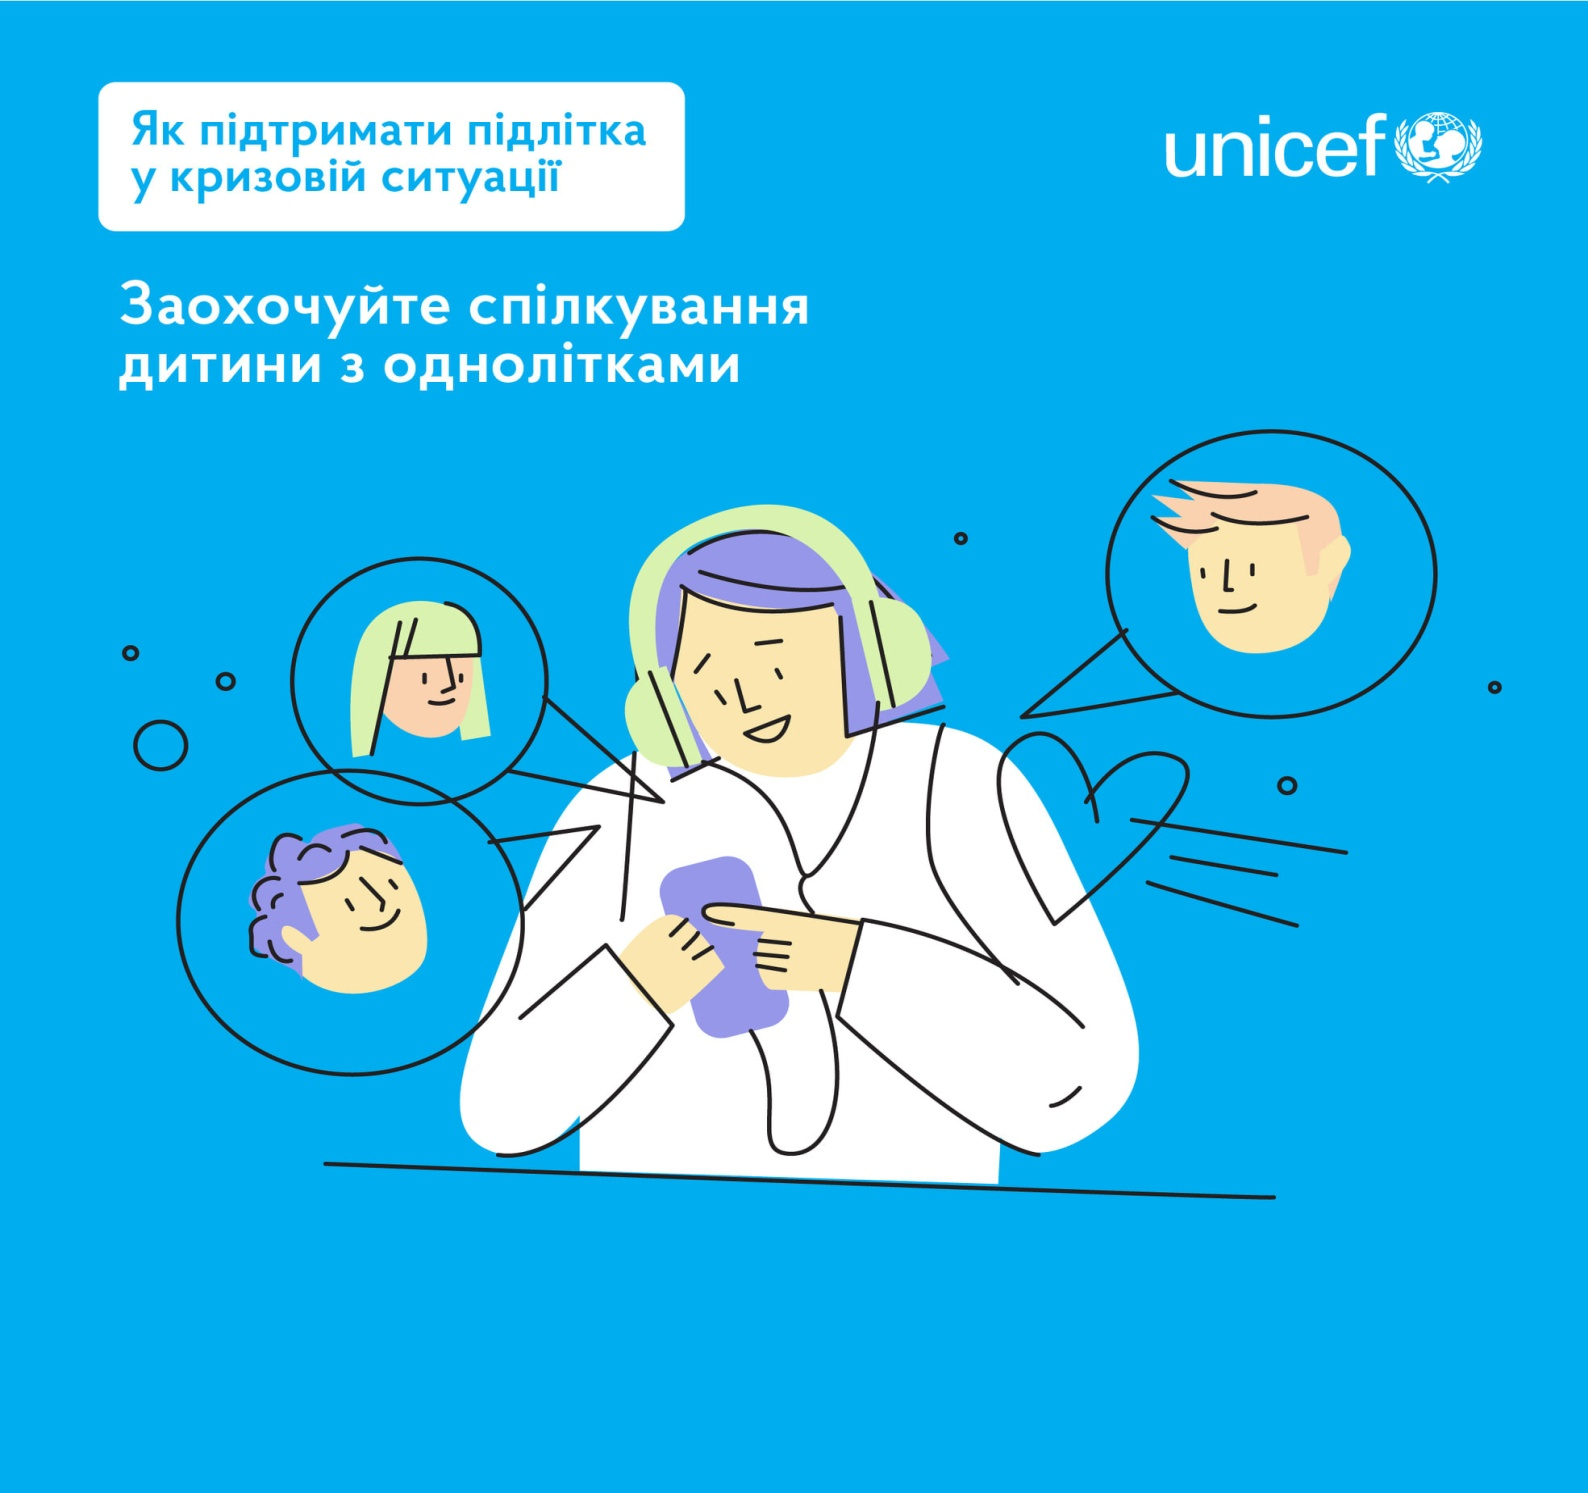 Як підтримати підлітка
у кризовій ситуації
unicef
Заохочуйте спілкування
дитини з однолітками